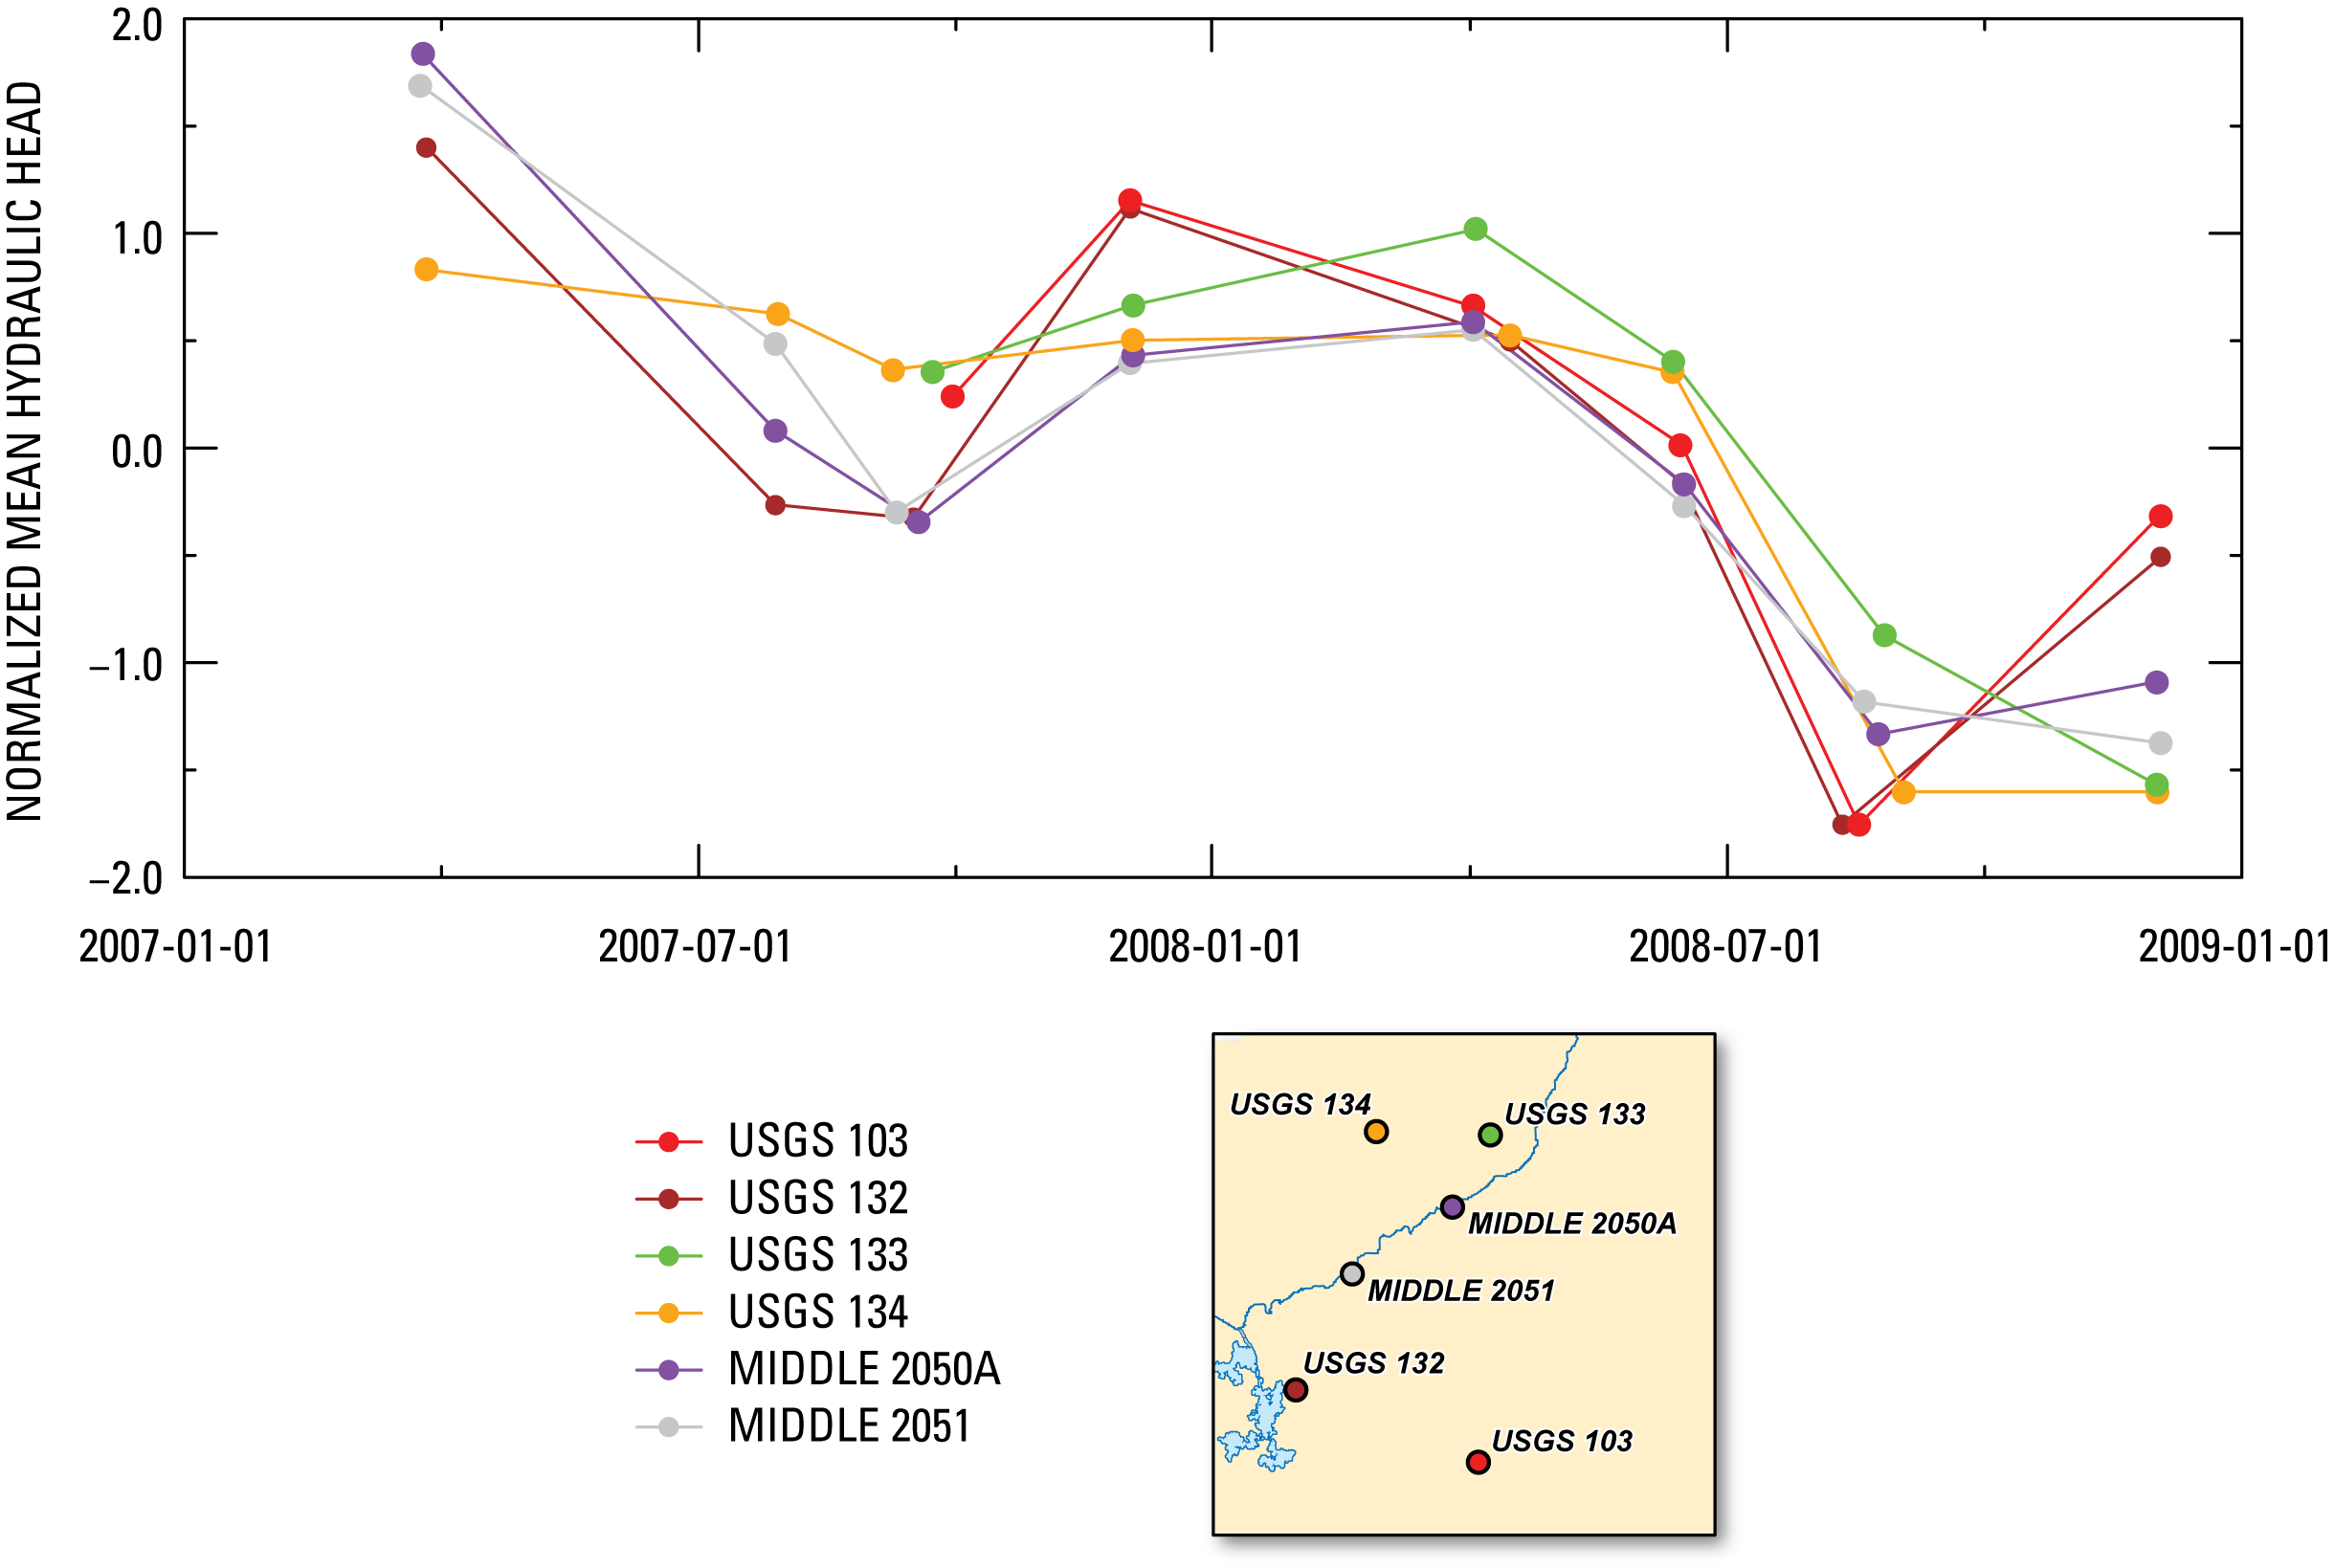 NORMALIZED MEAN HYDRAULIC HEAD
2.0
1.0
0.0
–1.0
–2.0
2007-01-01 2007-07-01 2008-01-01 2008-07-01 2009-01-01
USGS 103
USGS 132
USGS 133
USGS 134
MIDDLE 2050A
MIDDLE 2051
USGS 134
USGS 133
MIDDLE 2050A
MIDDLE 2051
USGS 132
USGS 103